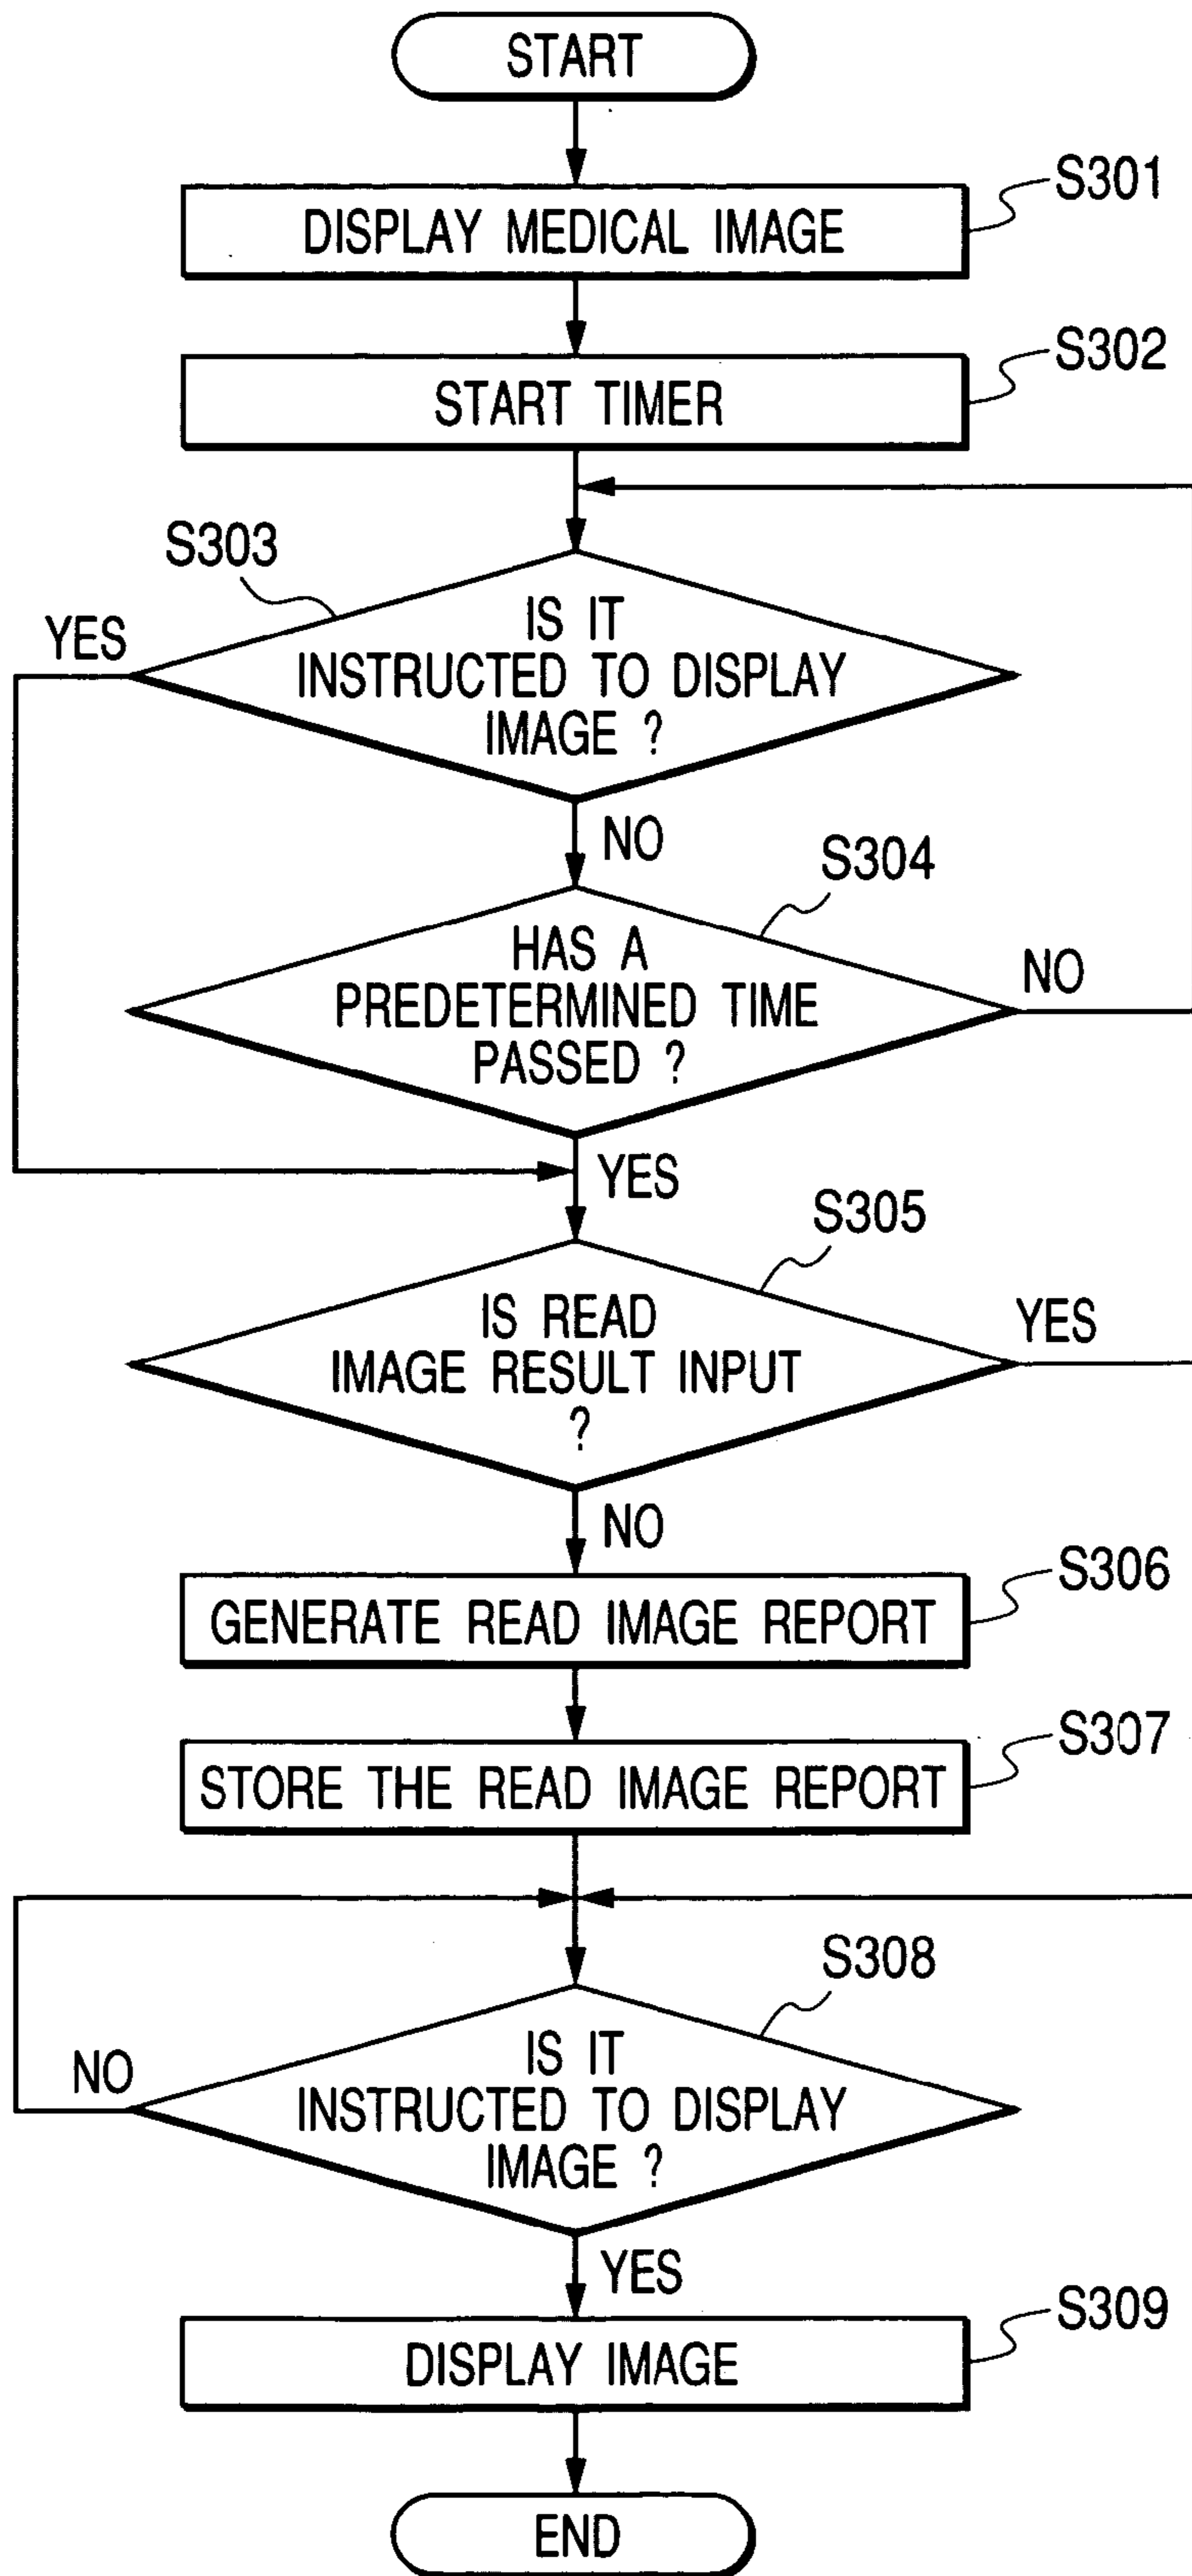 START
S301
DISPLAY MEDICAL IMAGE
S302
START TIMER
S303
YES
IS IT
INSTRUCTED TO DISPLAY
IMAGE ?
NO
S304
HAS A
PREDETERMINED TIME
PASSED ?
NO
YES
S305
IS READ
IMAGE RESULT INPUT
?
YES
NO
S306
GENERATE READ IMAGE REPORT
S307
STORE THE READ IMAGE REPORT
S308
IS IT
INSTRUCTED TO DISPLAY
IMAGE ?
NO
YES
S309
DISPLAY IMAGE
END